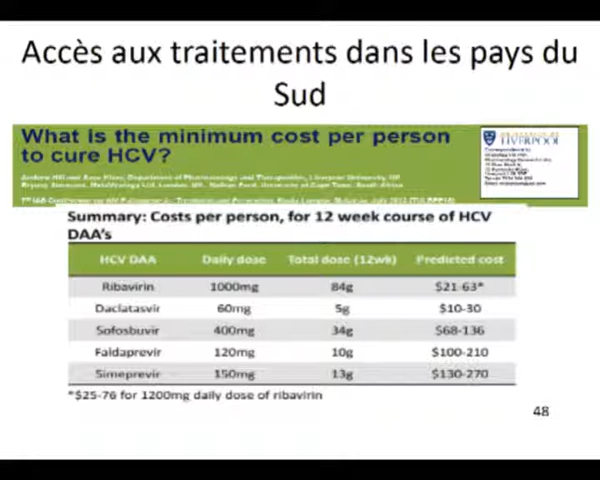 Accès aux traitements dans les pays du
Sud
What is the minimum cost per person
to cure HCV?
LIVERPOOL
Summary: Costs per person, for 12 week course of HCV
DAA's
HCV DAA Daily dose Total dose (12wk) Predicted cost
Ribavirin 1000mg 84g $21-63*
Daclatasvir 60mg 5g $10-30
Sofosbuvir 400mg 34g $68-136
Faldaprevir 120mg 10g $100-210
Simeprevir 150mg 13g $130-270
*$25-76 for 1200mg daily dose of ribavirin
48